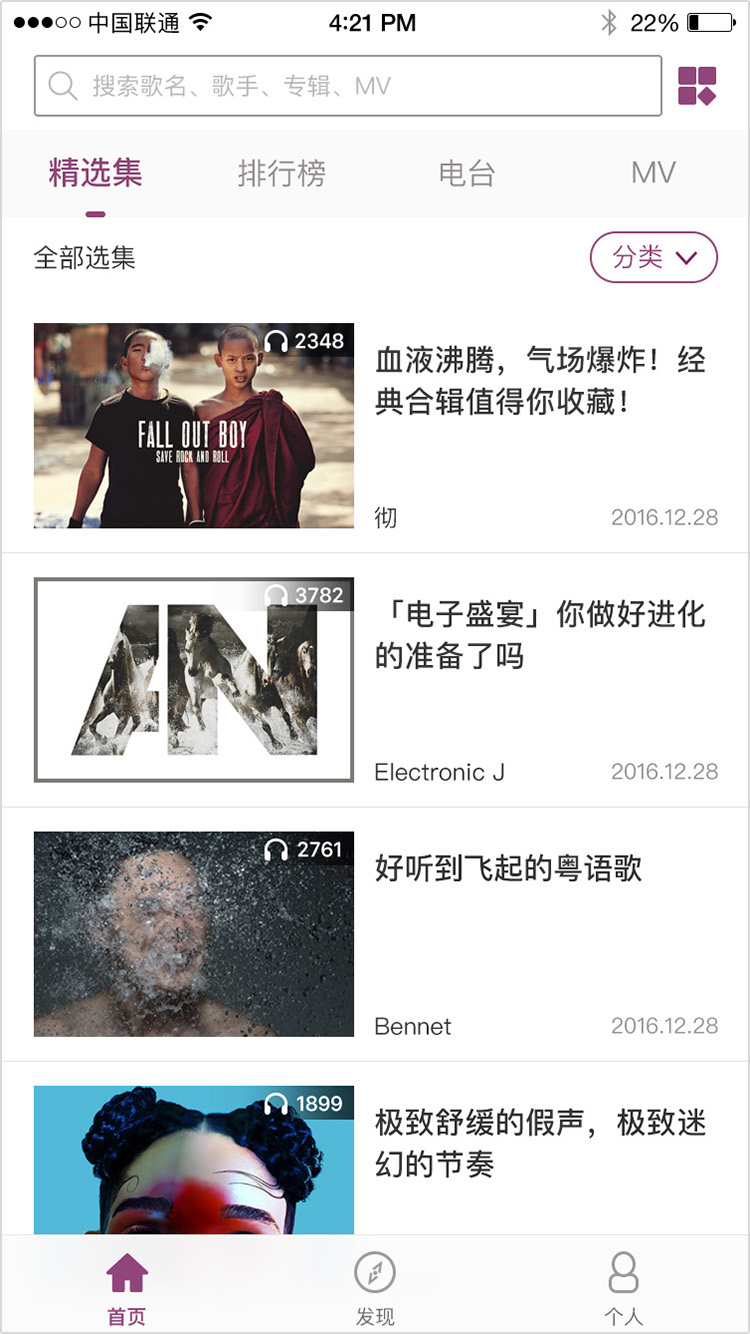 中国联通 4:21 PM 22%
搜索歌名、歌手、专辑、MV
精选集 排行榜 电台 MV
全部选集 分类
2348
FALL OUT BOY
SAVE ROCK AND ROLL
血液沸腾，气场爆炸！经
典合辑值得你收藏！
彻 2016.12.28
3782
AN
「电子盛宴」你做好进化
的准备了吗
Electronic J 2016.12.28
2761
好听到飞起的粤语歌
Bennet 2016.12.28
1899
极致舒缓的假声，极致迷
幻的节奏
首页 发现 个人